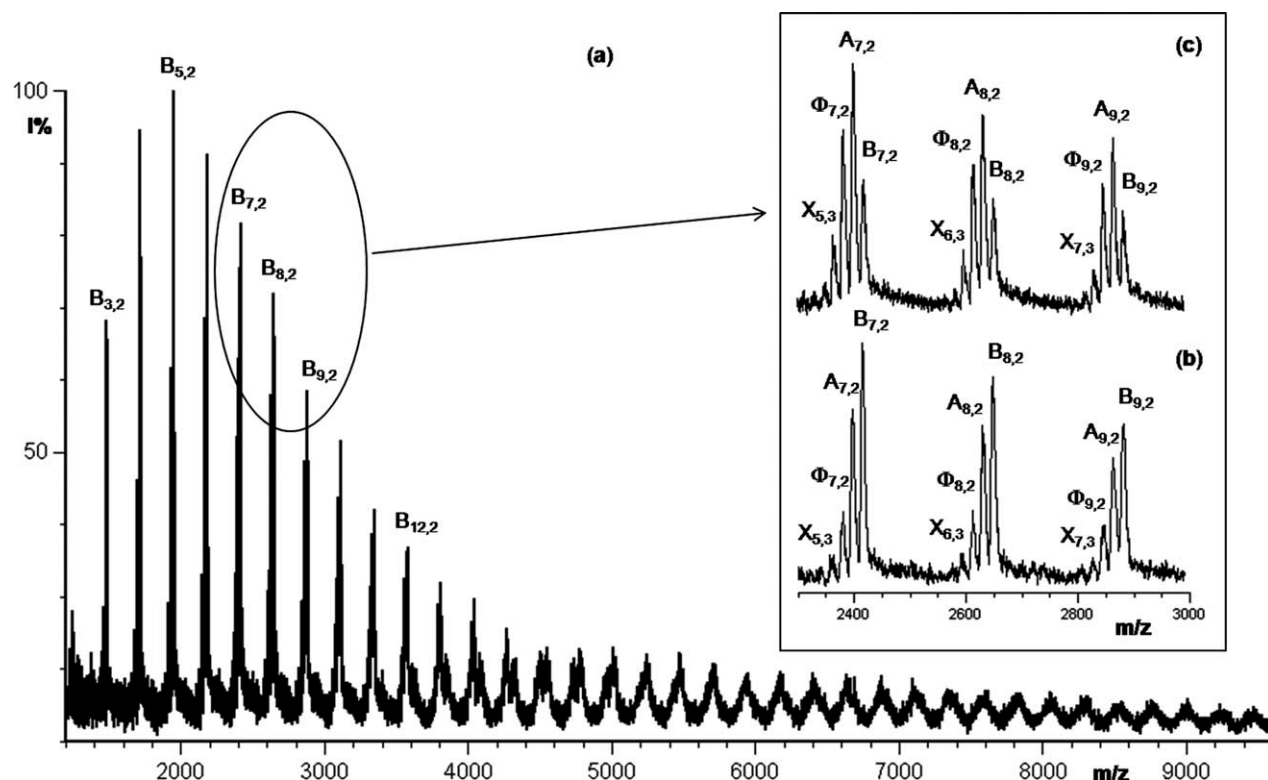 (a)
100
I%
50
B5,2
B7,2
B8,2
B3,2
B9,2
B12,2
2000
3000
4000
5000
6000
7000
8000
9000
m/z
(c)
A7,2
A8,2
A9,2
Φ7,2
Φ8,2
Φ9,2
B7,2
B8,2
B9,2
X5,3
X6,3
X7,3
(b)
B7,2
B8,2
B9,2
A7,2
A8,2
A9,2
Φ7,2
Φ8,2
Φ9,2
X5,3
X6,3
X7,3
2400
2600
2800
3000
m/z